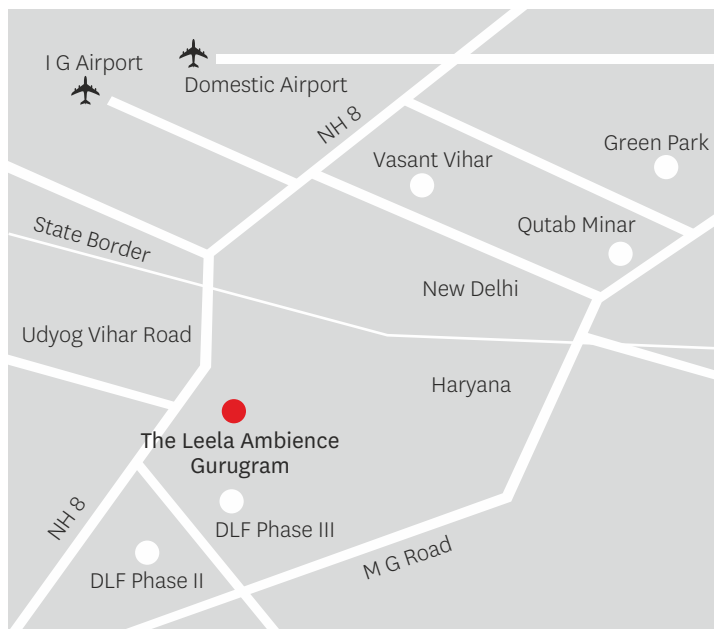 I G Airport
Domestic Airport
NH 8
Vasant Vihar
Green Park
Qutab Minar
State Border
New Delhi
Udyog Vihar Road
Haryana
The Leela Ambience
Gurugram
NH 8
DLF Phase III
M G Road
DLF Phase II